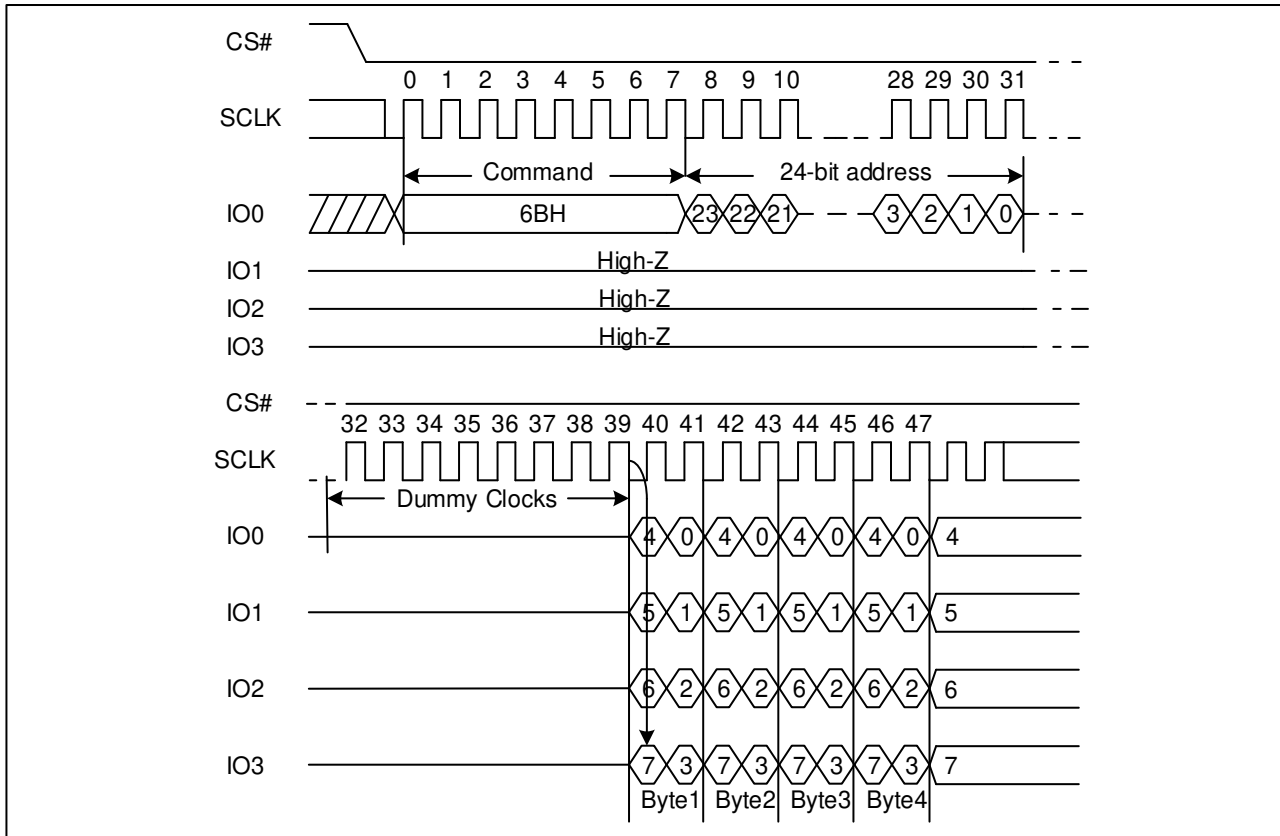 CS#
0 1 2 3 4 5 6 7 8 9 10 28 29 30 31
SCLK
Command 24-bit address
IO0 6BH 23 22 21 3 2 1 0
IO1 High-Z
IO2 High-Z
IO3 High-Z
CS#
32 33 34 35 36 37 38 39 40 41 42 43 44 45 46 47
SCLK
Dummy Clocks
IO0 4 0 4 0 4 0 4 0 4
IO1 5 1 5 1 5 1 5 1 5
IO2 6 2 6 2 6 2 6 2 6
IO3 7 3 7 3 7 3 7 3 7
Byte1 Byte2 Byte3 Byte4